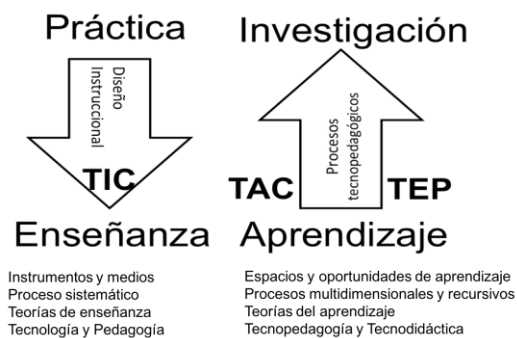 Práctica
Diseño
Instruccional
TIC
Enseñanza
Instrumentos y medios
Proceso sistemático
Teorías de enseñanza
Tecnología y Pedagogía
Investigación
Procesos
tecnopedagógicos
TAC
TEP
Aprendizaje
Espacios y oportunidades de aprendizaje
Procesos multidimensionales y recursivos
Teorías del aprendizaje
Tecnopedagogía y Tecnodidáctica